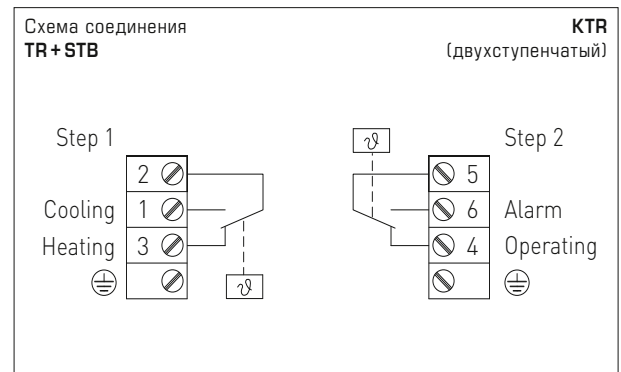 Схема соединения
TR + STB
KTR
(двухступенчатый)
Step 1
ϑ
Step 2
2
5
Cooling 1
6 Alarm
Heating 3
4 Operating
ϑ